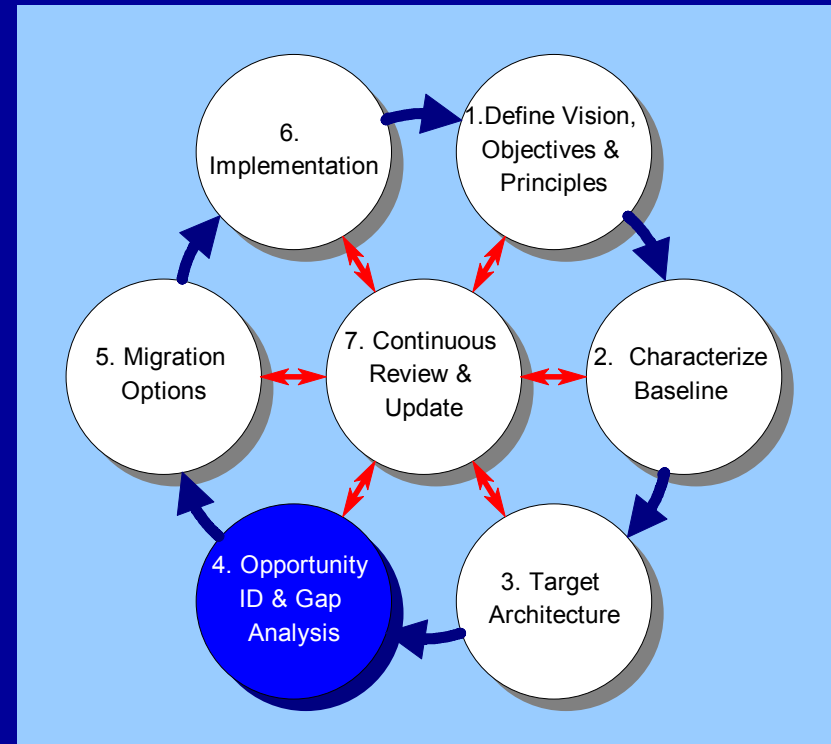 6.
Implementation
1.Define Vision,
Objectives &
Principles
5. Migration
Options
7. Continuous
Review &
Update
2. Characterize
Baseline
4. Opportunity
ID & Gap
Analysis
3. Target
Architecture